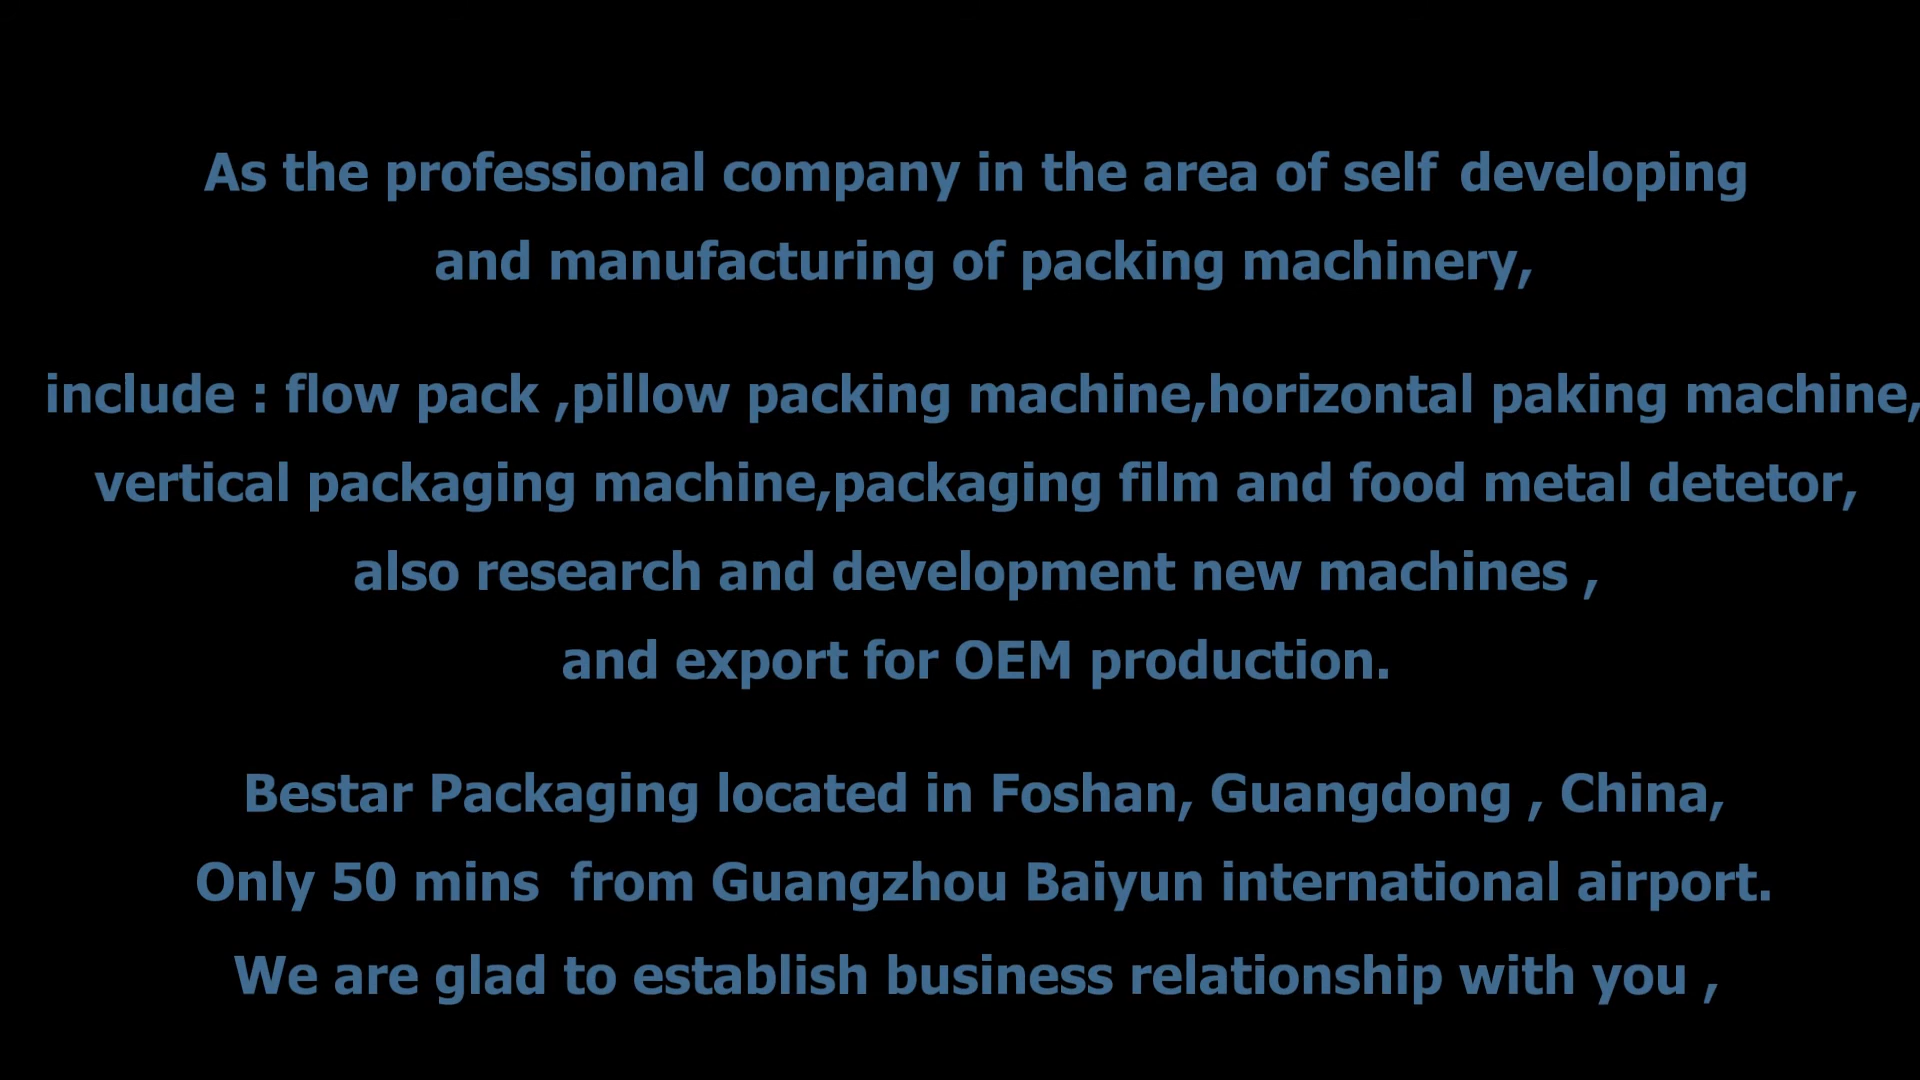 As the professional company in the area of self developing
and manufacturing of packing machinery,
include : flow pack ,pillow packing machine,horizontal paking machine,
vertical packaging machine,packaging film and food metal detetor,
also research and development new machines ,
and export for OEM production.
Bestar Packaging located in Foshan, Guangdong , China,
Only 50 mins  from Guangzhou Baiyun international airport.
We are glad to establish business relationship with you ,